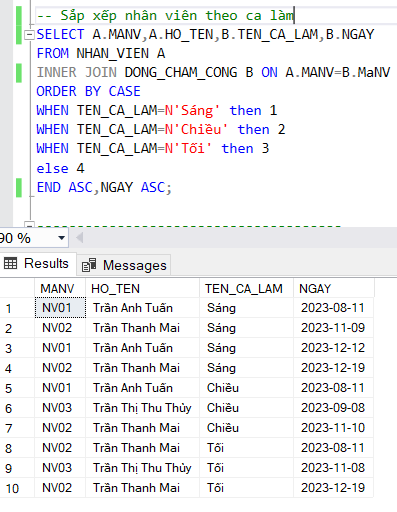 -- Sắp xếp nhân viên theo ca làm
SELECT A.MANV,A.HO_TEN,B.TEN_CA_LAM,B.NGAY
FROM NHAN_VIEN A
INNER JOIN DONG_CHAM_CONG B ON A.MANV=B.MaNV
ORDER BY CASE
WHEN TEN_CA_LAM=N'Sáng' then 1
WHEN TEN_CA_LAM=N'Chiều' then 2
WHEN TEN_CA_LAM=N'Tối' then 3
else 4
END ASC,NGAY ASC;
90 %
Results Messages
MANV HO_TEN TEN_CA_LAM NGAY
1 NV01 Trần Anh Tuấn Sáng 2023-08-11
2 NV02 Trần Thanh Mai Sáng 2023-11-09
3 NV01 Trần Anh Tuấn Sáng 2023-12-12
4 NV02 Trần Thanh Mai Sáng 2023-12-19
5 NV01 Trần Anh Tuấn Chiều 2023-08-11
6 NV03 Trần Thị Thu Thủy Chiều 2023-09-08
7 NV02 Trần Thanh Mai Chiều 2023-11-10
8 NV02 Trần Thanh Mai Tối 2023-08-11
9 NV03 Trần Thị Thu Thủy Tối 2023-11-08
10 NV02 Trần Thanh Mai Tối 2023-12-19